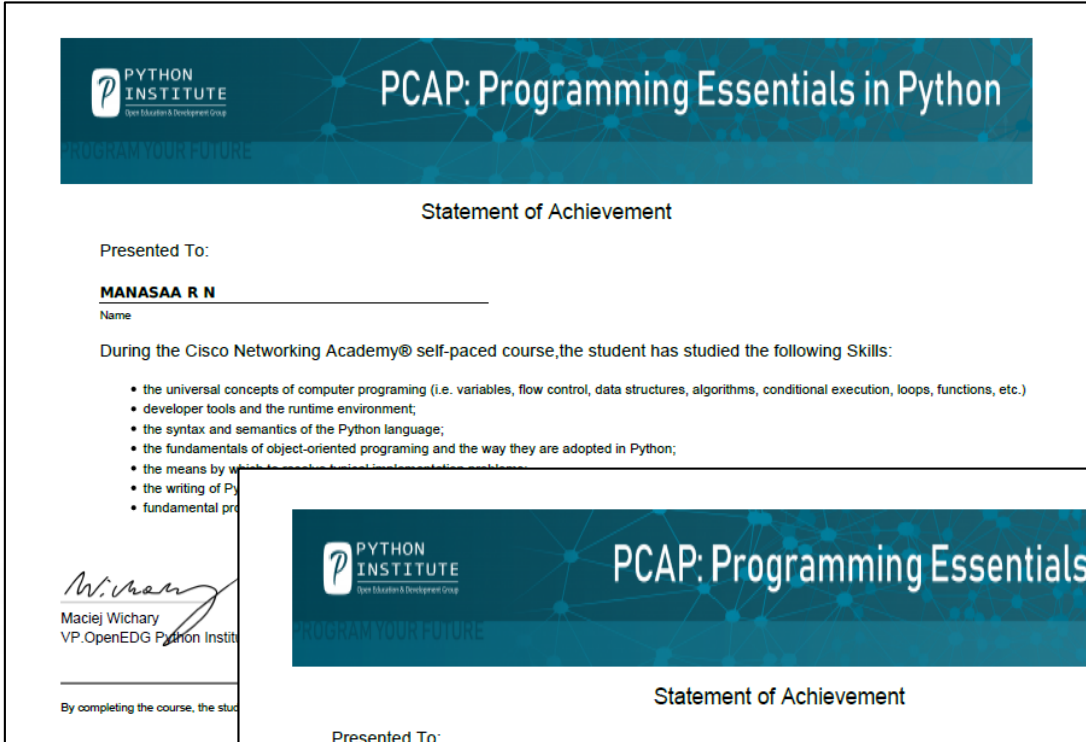 PYTHON
INSTITUTE
Open Education & Development Group
PCAP: Programming Essentials in Python
PROGRAM YOUR FUTURE
Statement of Achievement
Presented To:
MANASAA R N
Name
During the Cisco Networking Academy® self-paced course,the student has studied the following Skills:
• the universal concepts of computer programing (i.e. variables, flow control, data structures, algorithms, conditional execution, loops, functions, etc.)
• developer tools and the runtime environment;
• the syntax and semantics of the Python language;
• the fundamentals of object-oriented programing and the way they are adopted in Python;
• the means by which to resolve typical implementation problems;
• the writing of Py
• fundamental pro
Maciej Wichary
VP.OpenEDG Python Institu
By completing the course, the stud
PYTHON
INSTITUTE
Open Education & Development Group
PCAP: Programming Essentials
PROGRAM YOUR FUTURE
Statement of Achievement
Presented To: